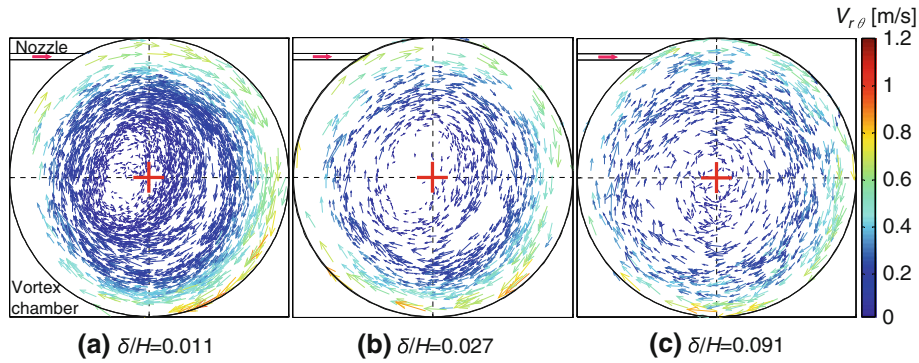 V_{r θ} [m/s]
Nozzle
1.2
1
0.8
0.6
0.4
0.2
0
Vortex
chamber
(a) δ/H=0.011
(b) δ/H=0.027
(c) δ/H=0.091